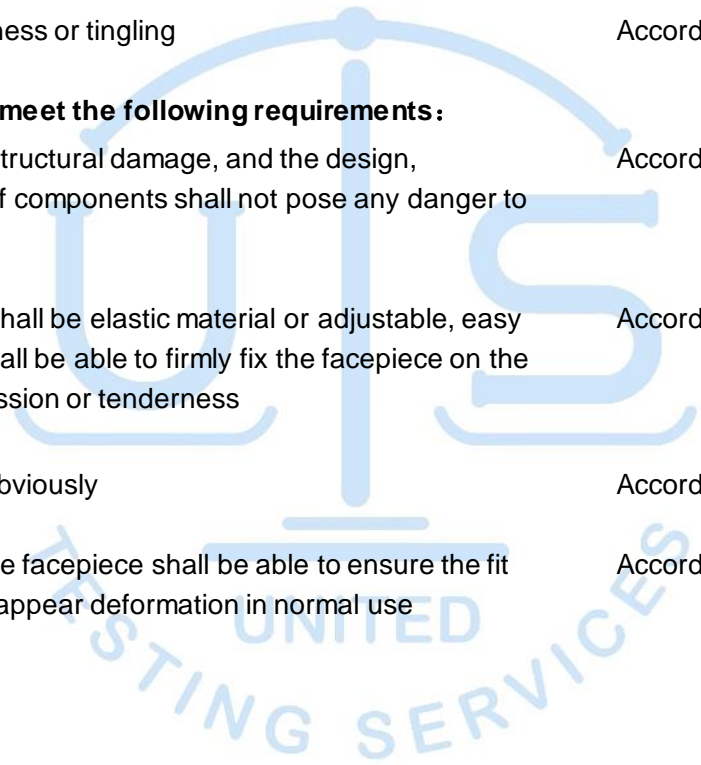 ness or tingling Accord
meet the following requirements：
tructural damage, and the design, Accord
f components shall not pose any danger to
hall be elastic material or adjustable, easy Accord
all be able to firmly fix the facepiece on the
ssion or tenderness
bviously Accord
e facepiece shall be able to ensure the fit Accord
appear deformation in normal use
U S
UNITED
TESTING SERVICES